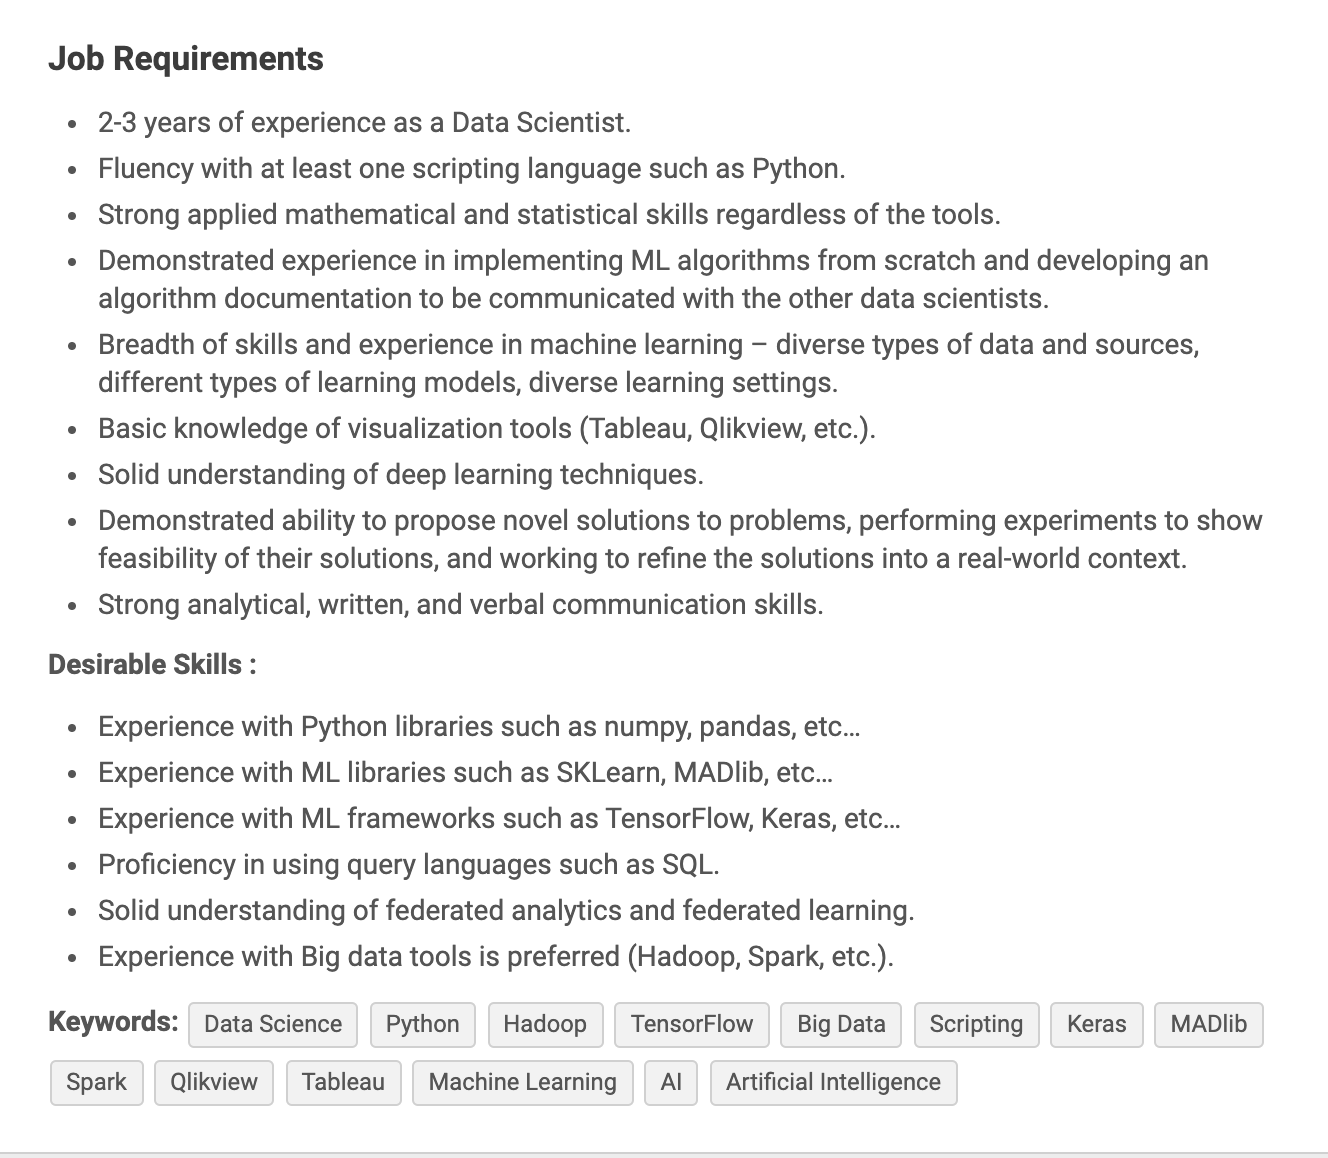 Job Requirements
2-3 years of experience as a Data Scientist.
Fluency with at least one scripting language such as Python.
Strong applied mathematical and statistical skills regardless of the tools.
Demonstrated experience in implementing ML algorithms from scratch and developing an
algorithm documentation to be communicated with the other data scientists.
Breadth of skills and experience in machine learning – diverse types of data and sources,
different types of learning models, diverse learning settings.
Basic knowledge of visualization tools (Tableau, Qlikview, etc.).
Solid understanding of deep learning techniques.
Demonstrated ability to propose novel solutions to problems, performing experiments to show
feasibility of their solutions, and working to refine the solutions into a real-world context.
Strong analytical, written, and verbal communication skills.
Desirable Skills :
Experience with Python libraries such as numpy, pandas, etc…
Experience with ML libraries such as SKLearn, MADlib, etc…
Experience with ML frameworks such as TensorFlow, Keras, etc…
Proficiency in using query languages such as SQL.
Solid understanding of federated analytics and federated learning.
Experience with Big data tools is preferred (Hadoop, Spark, etc.).
Keywords: Data Science Python Hadoop TensorFlow Big Data Scripting Keras MADlib
Spark Qlikview Tableau Machine Learning AI Artificial Intelligence